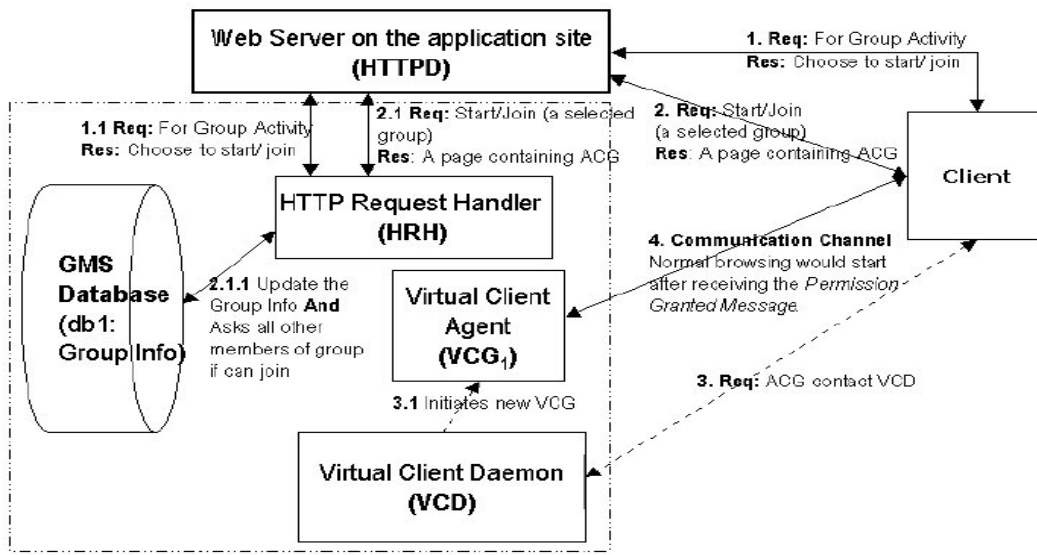 Web Server on the application site
(HTTPD)
1. Req: For Group Activity
Res: Choose to start/ join
1.1 Req: For Group Activity
Res: Choose to start/ join
2.1 Req: Start/Join (a selected
group)
Res: A page containing ACG
2. Req: Start/Join
(a selected group)
Res: A page containing ACG
Client
HTTP Request Handler
(HRH)
GMS
Database
(db1:
Group Info)
2.1.1 Update the
Group Info And
Asks all other
members of group
if can join
Virtual Client
Agent
(VCG1)
4. Communication Channel
Normal browsing would start
after receiving the Permission
Granted Message.
3. Req: ACG contact VCD
3.1 Initiates new VCG
Virtual Client Daemon
(VCD)